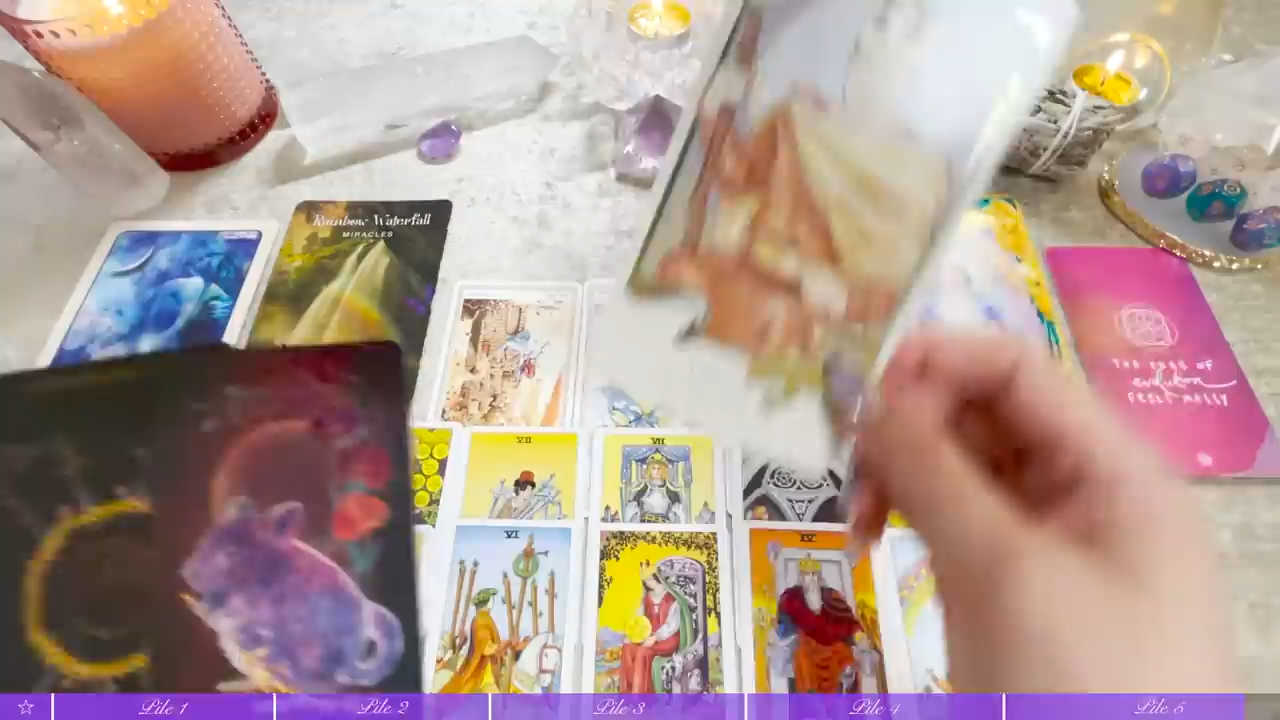 Rainbow Waterfall
MIRACLES
THE EDGE OF
evolution
FEELS MESSY
VII
VII
VI
IV
☆ Pile 1 Pile 2 Pile 3 Pile 4 Pile 5